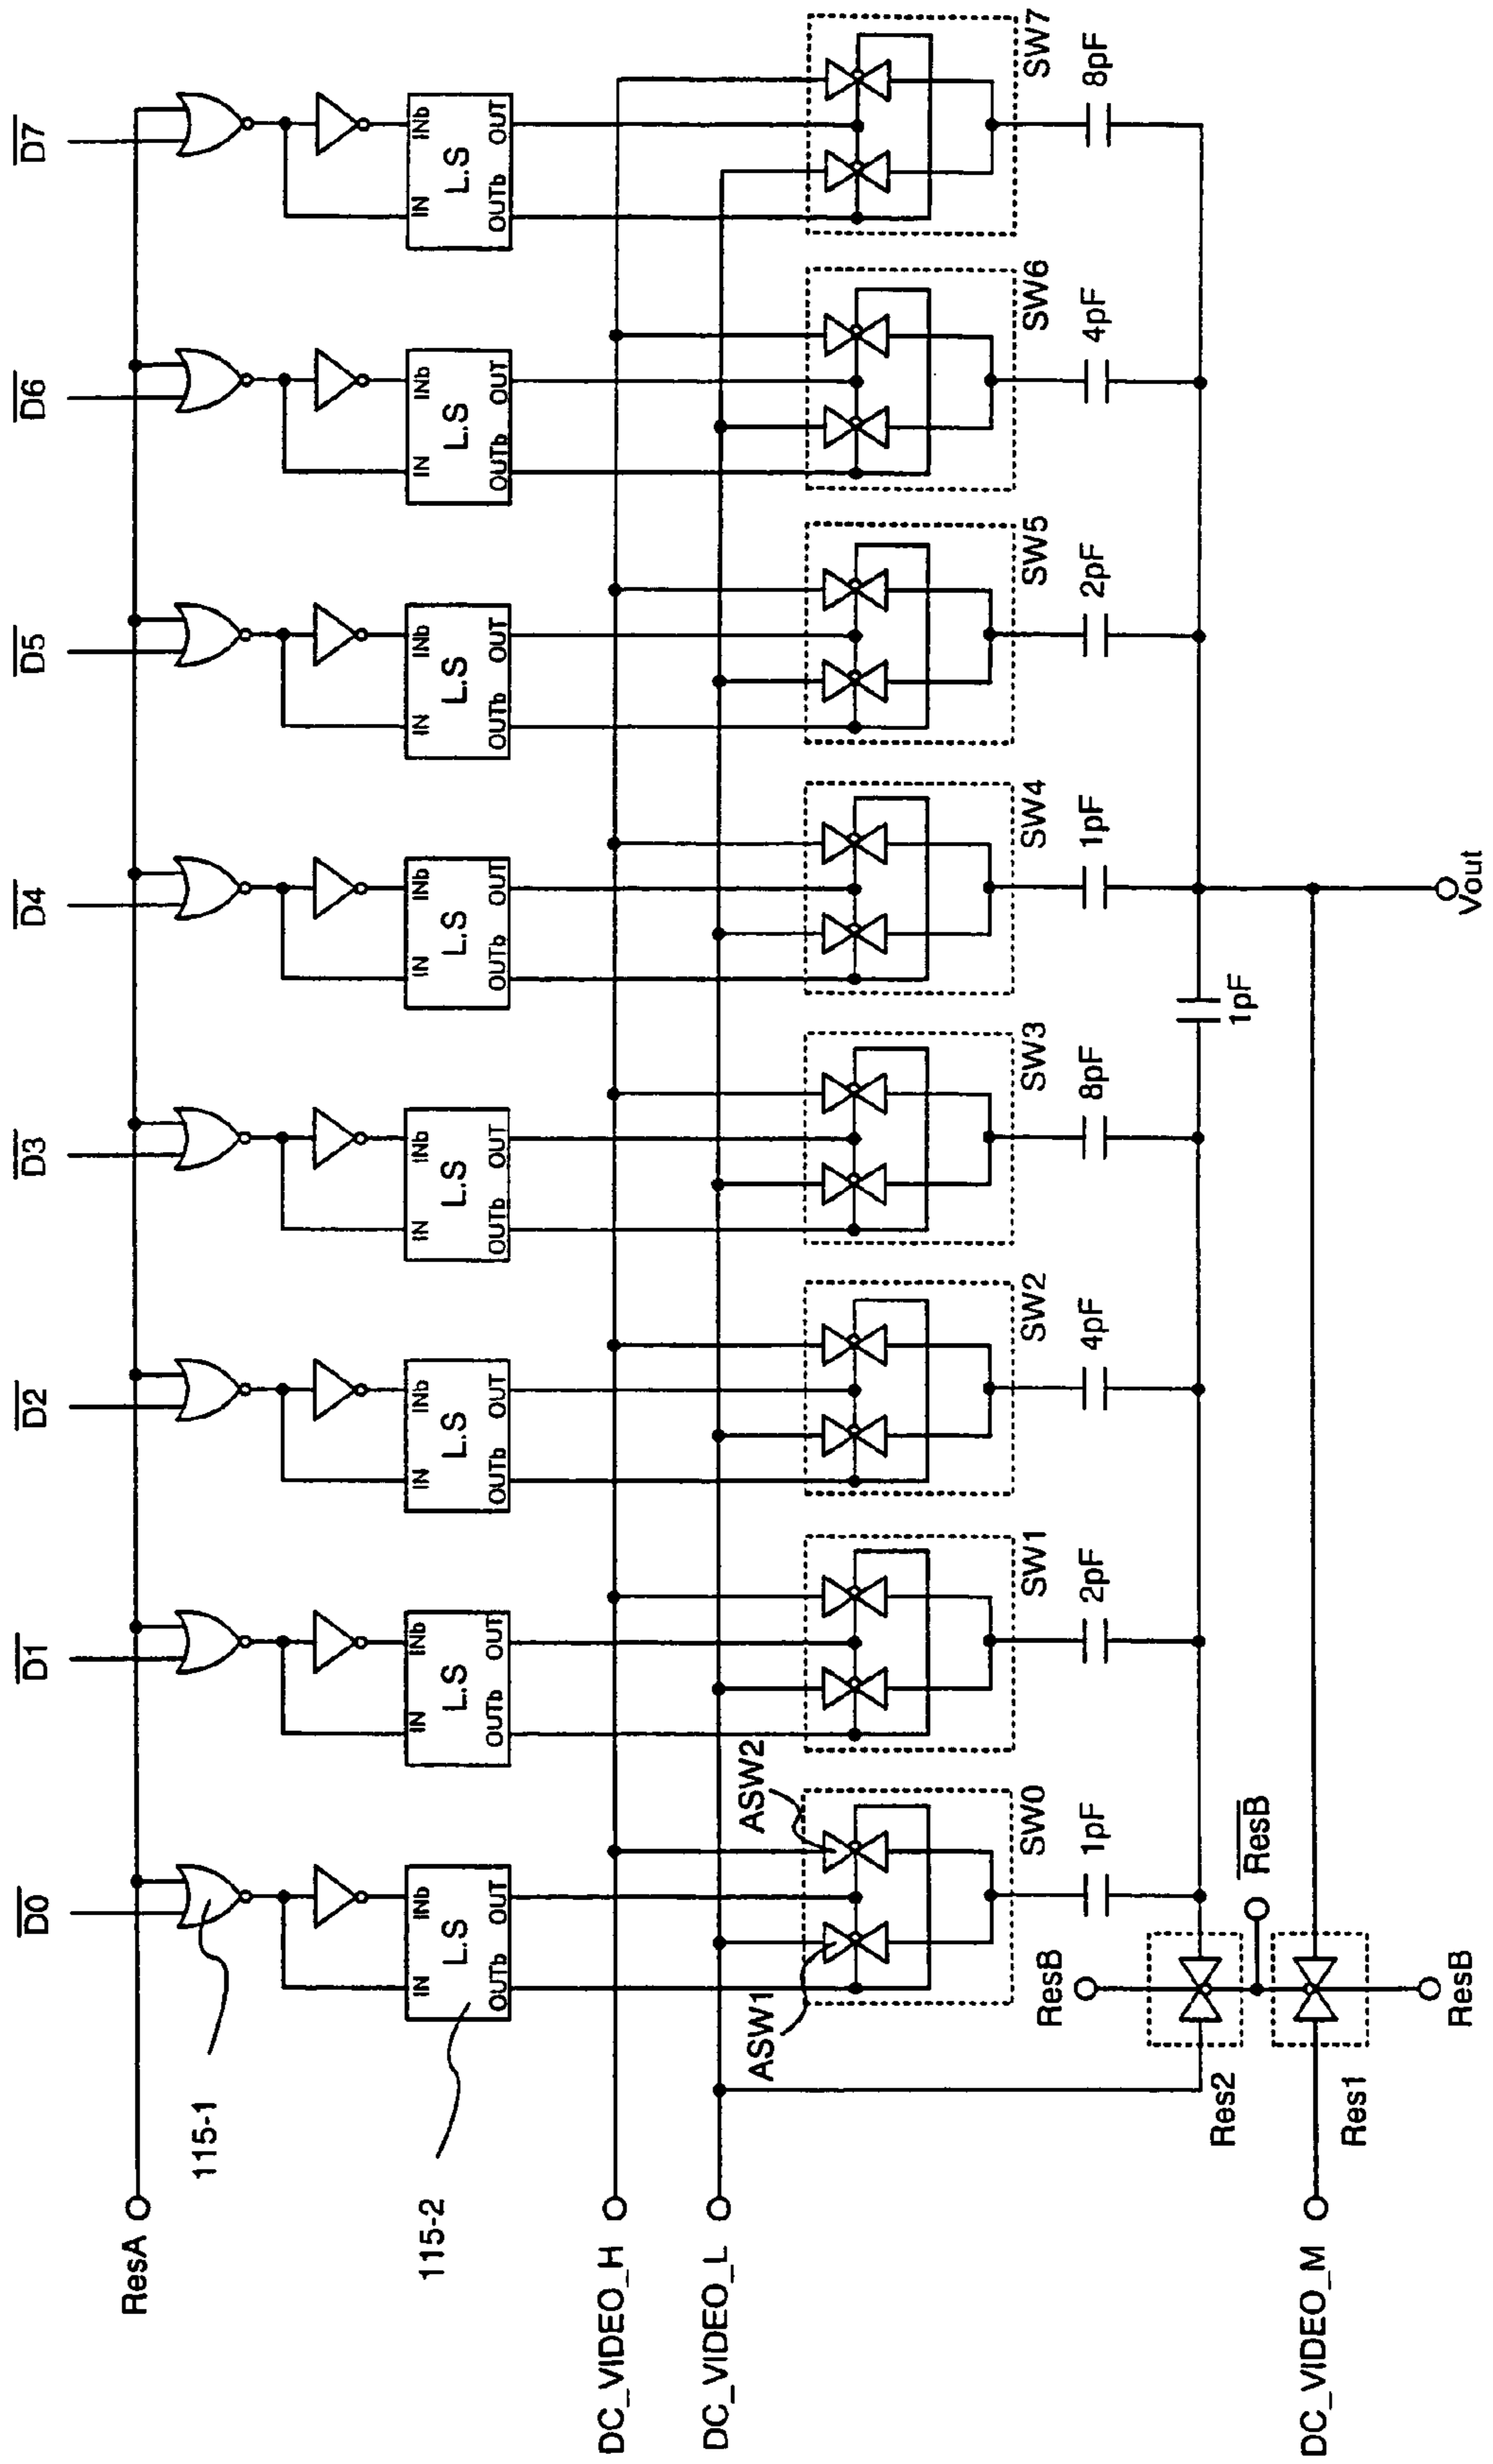 D0 D1 D2 D3 D4 D5 D6 D7
ResA
115-1
115-2
IN INb IN INb IN INb IN INb IN INb IN INb IN INb IN INb
L.S L.S L.S L.S L.S L.S L.S L.S
OUTb OUT OUTb OUT OUTb OUT OUTb OUT OUTb OUT OUTb OUT OUTb OUT OUTb OUT
DC_VIDEO_H
DC_VIDEO_L
ASW1 ASW2
SW0 SW1 SW2 SW3 SW4 SW5 SW6 SW7
1pF 2pF 4pF 8pF 1pF 2pF 4pF 8pF
ResB
1pF
Res2
ResB
Res1
DC_VIDEO_M
ResB
Vout